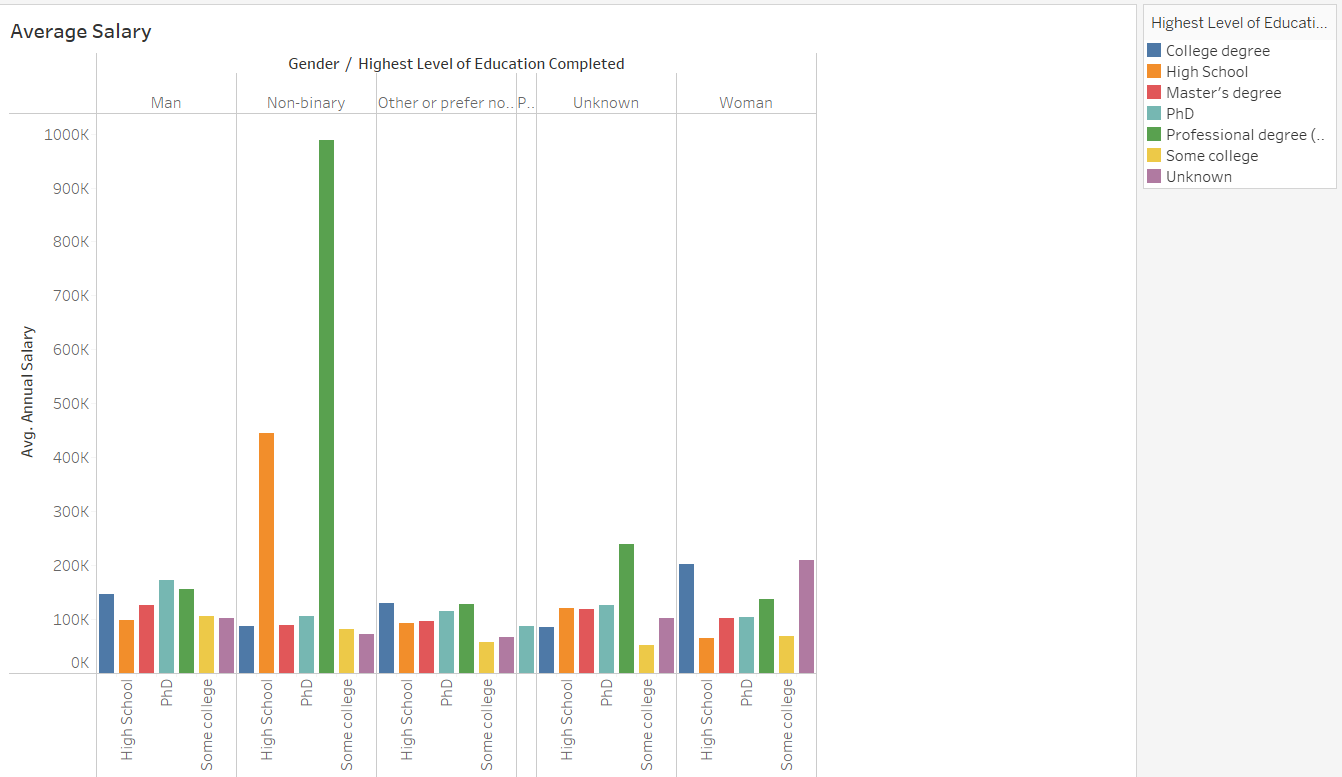 Average Salary
Gender / Highest Level of Education Completed
Man Non-binary Other or prefer no.. P.. Unknown Woman
Avg. Annual Salary
1000K
900K
800K
700K
600K
500K
400K
300K
200K
100K
0K
High School PhD Some college High School PhD Some college High School PhD Some college High School PhD Some college High School PhD Some college
Highest Level of Educati...
College degree
High School
Master's degree
PhD
Professional degree (..
Some college
Unknown